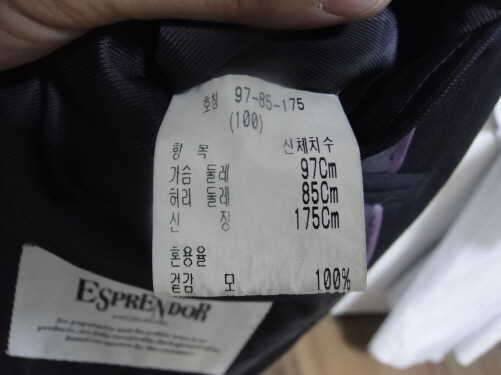 호칭 97-85-175
(100)
항 목 신체치수
가슴 둘레 97Cm
허리 둘레 85Cm
신 장 175Cm
혼용율
겉감 모 100%
ESPRENDOR